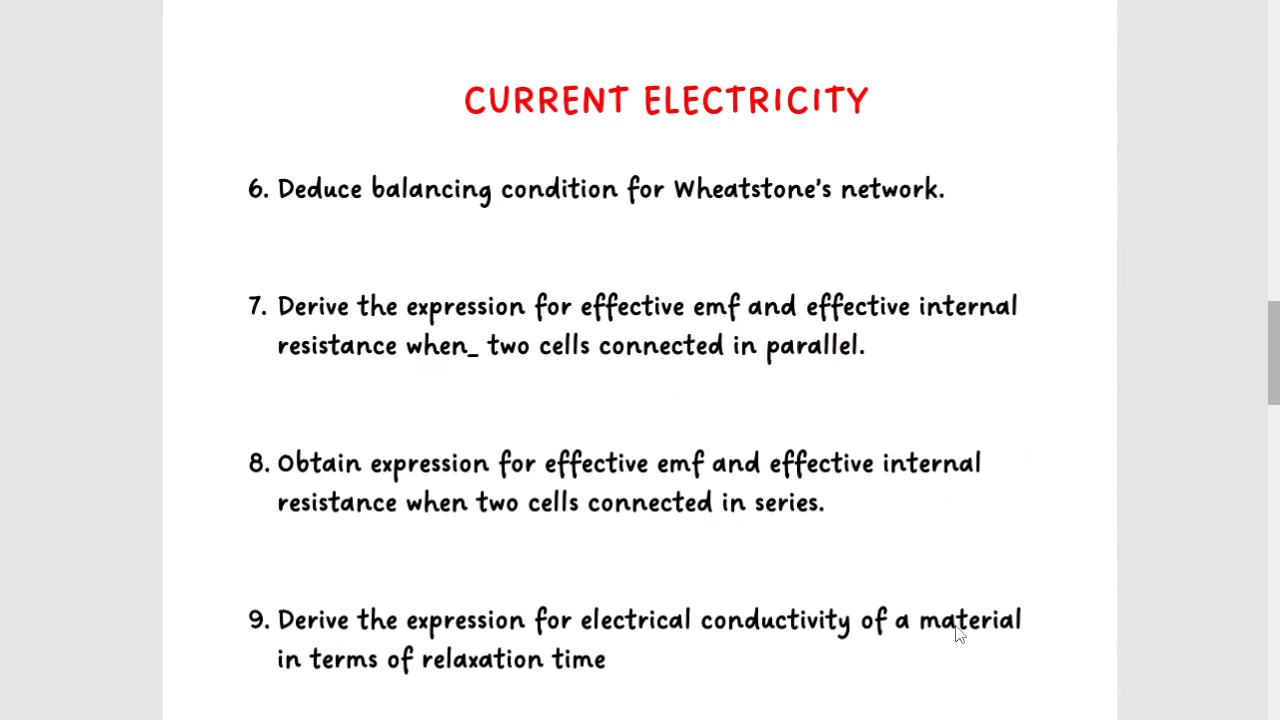 CURRENT ELECTRICITY
6. Deduce balancing condition for Wheatstone's network.
7. Derive the expression for effective emf and effective internal
resistance when_ two cells connected in parallel.
8. Obtain expression for effective emf and effective internal
resistance when two cells connected in series.
9. Derive the expression for electrical conductivity of a material
in terms of relaxation time